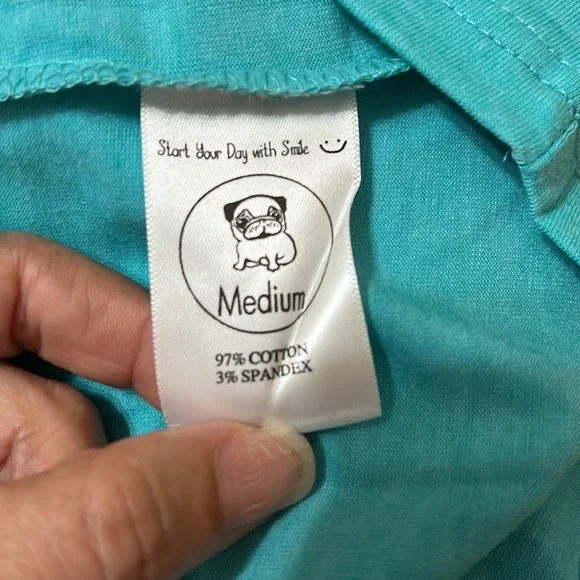 Start Your Day with Smile
Medium
97% COTTON
3% SPANDEX